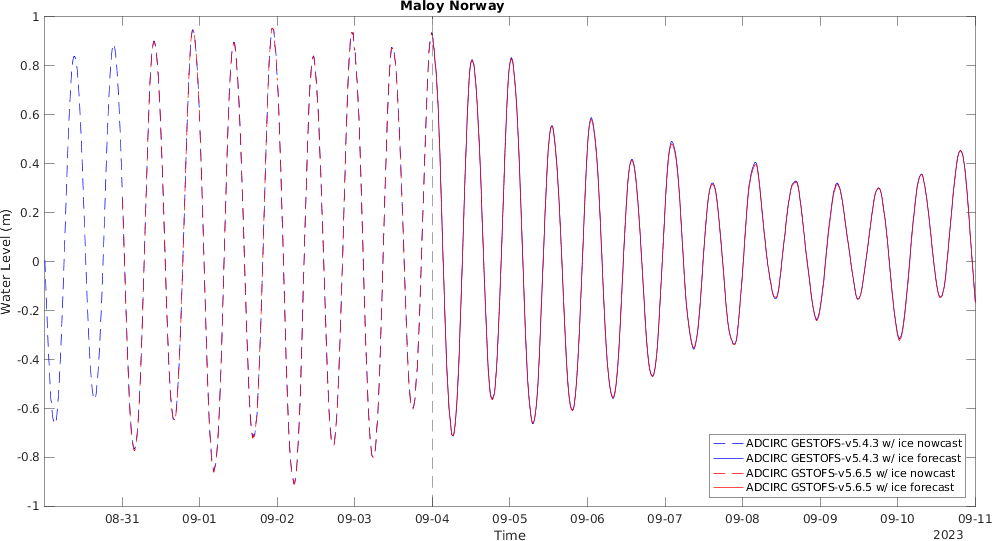 Maloy Norway
1
0.8
0.6
0.4
0.2
0
-0.2
-0.4
-0.6
-0.8
-1
Water Level (m)
08-31 09-01 09-02 09-03 09-04 09-05 09-06 09-07 09-08 09-09 09-10 09-11
Time
2023
ADCIRC GESTOFS-v5.4.3 w/ ice nowcast
ADCIRC GESTOFS-v5.4.3 w/ ice forecast
ADCIRC GSTOFS-v5.6.5 w/ ice nowcast
ADCIRC GSTOFS-v5.6.5 w/ ice forecast